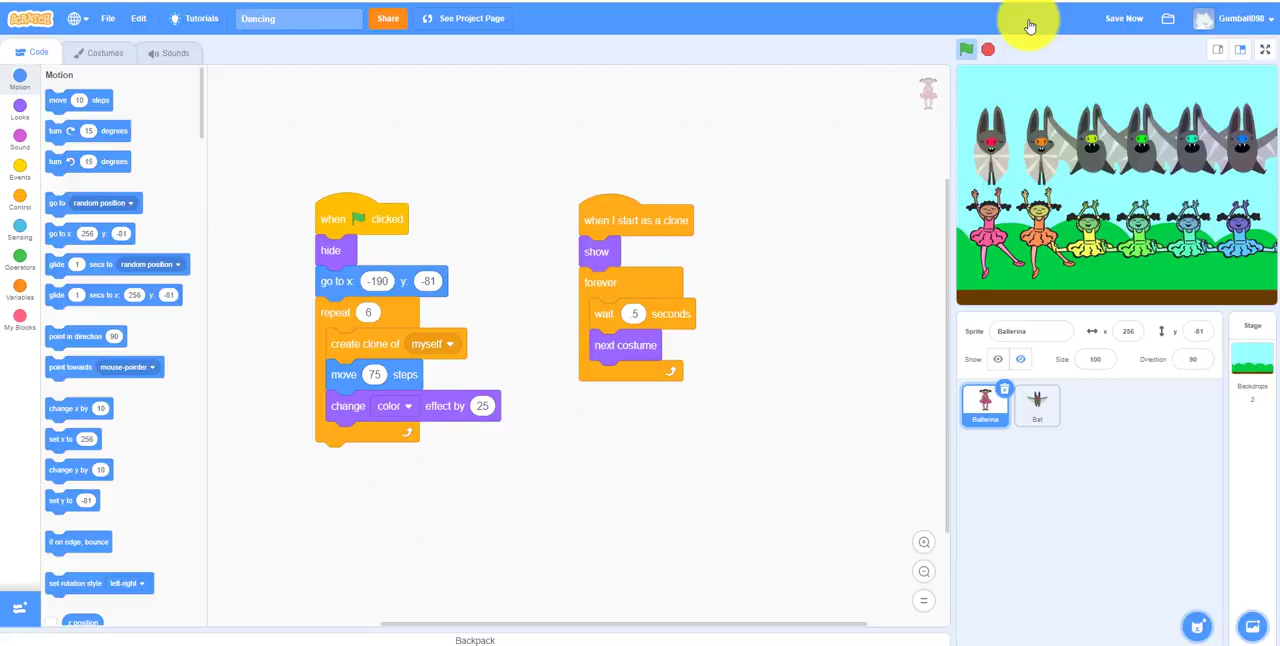 SCRATCH File Edit Tutorials Dancing Share See Project Page Save Now Gumball098
Code Costumes Sounds
Motion
Looks
Sound
Events
Control
Sensing
Operators
Variables
My Blocks
Motion
move 10 steps
turn 15 degrees
turn 15 degrees
go to random position
go to x: 256 y: -81
glide 1 secs to random position
glide 1 secs to x: 256 y: -81
point in direction 90
point towards mouse-pointer
change x by 10
set x to 256
change y by 10
set y to -81
if on edge, bounce
set rotation style left-right
x position
when clicked
hide
go to x: -190 y: -81
repeat 6
create clone of myself
move 75 steps
change color effect by 25
when I start as a clone
show
forever
wait .5 seconds
next costume
Sprite Ballerina x 256 y -81
Show Size 100 Direction 90
Ballerina
Bat
Stage
Backdrops
2
Backpack